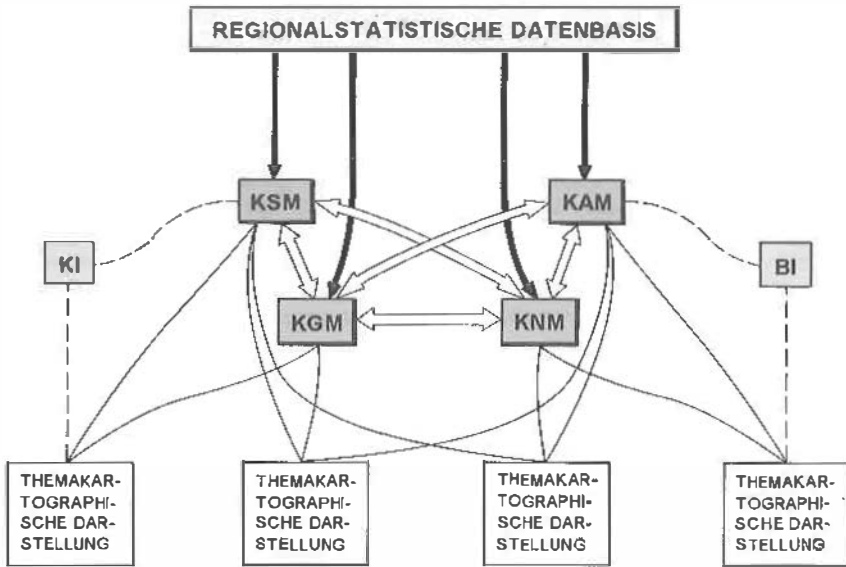 REGIONALSTATISTISCHE DATENBASIS
KSM
KAM
KI
BI
KGM
KNM
THEMAKAR-
TOGRAPHI-
SCHE DAR-
STELLUNG
THEMAKAR-
TOGRAPHI-
SCHE DAR-
STELLUNG
THEMAKAR-
TOGRAPHI-
SCHE DAR-
STELLUNG
THEMAKAR-
TOGRAPHI-
SCHE DAR-
STELLUNG